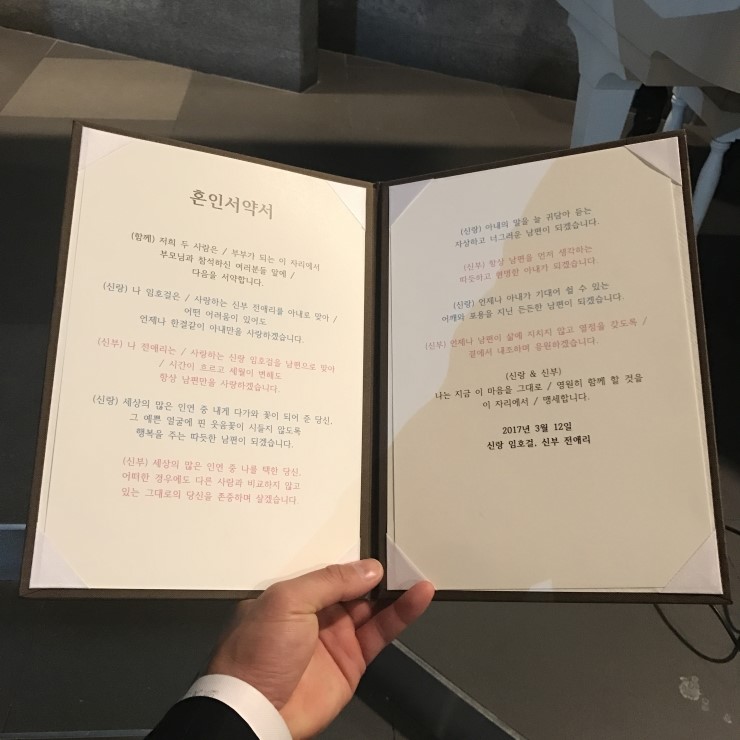 혼인서약서
(함께) 저희 두 사람은 / 부부가 되는 이 자리에서
부모님과 참석하신 여러분들 앞에 /
다음을 서약합니다.
(신랑) 나 임호걸은 / 사랑하는 신부 전애리를 아내로 맞아 /
어떤 어려움이 있어도
언제나 한결같이 아내만을 사랑하겠습니다.
(신부) 나 전애리는 / 사랑하는 신랑 임호걸을 남편으로 맞아
/ 시간이 흐르고 세월이 변해도
항상 남편만을 사랑하겠습니다.
(신랑) 세상의 많은 인연 중 내게 다가와 꽃이 되어 준 당신,
그 예쁜 얼굴에 핀 웃음꽃이 시들지 않도록
행복을 주는 따듯한 남편이 되겠습니다.
(신부) 세상의 많은 인연 중 나를 택한 당신,
어떠한 경우에도 다른 사람과 비교하지 않고
있는 그대로의 당신을 존중하며 살겠습니다.
(신랑) 아내의 말을 늘 귀담아 듣는
자상하고 너그러운 남편이 되겠습니다.
(신부) 항상 남편을 먼저 생각하는
따듯하고 현명한 아내가 되겠습니다.
(신랑) 언제나 아내가 기대어 쉴 수 있는
어깨와 포용을 지닌 든든한 남편이 되겠습니다.
(신부) 언제나 남편이 삶에 지치지 않고 열정을 갖도록 /
곁에서 내조하며 응원하겠습니다.
(신랑 & 신부)
나는 지금 이 마음을 그대로 / 영원히 함께 할 것을
이 자리에서 / 맹세합니다.
2017년 3월 12일
신랑 임호걸, 신부 전애리